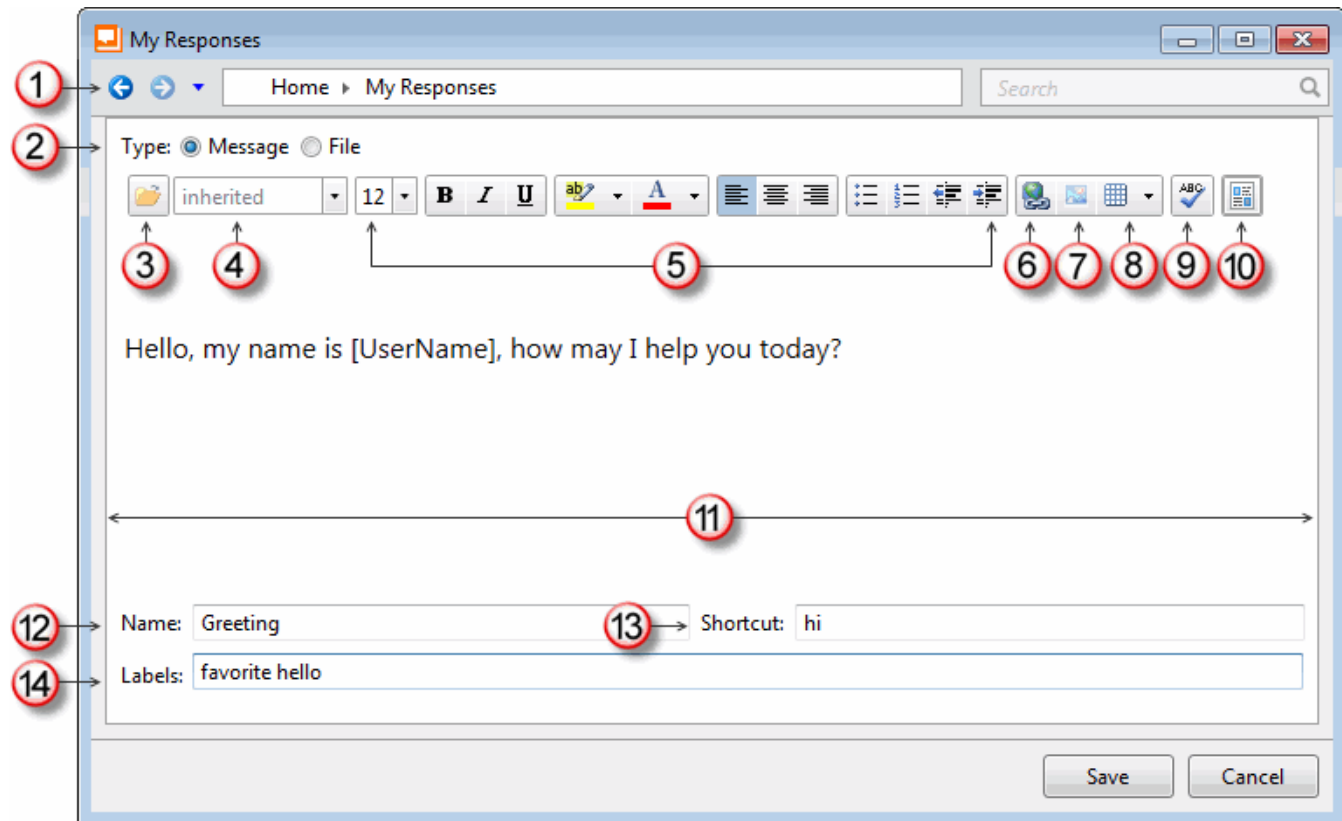 My Responses
1
Home My Responses
Search
2
Type: Message File
inherited
12
B I U
ab
A
ABC
3
4
5
6
7
8
9
10
Hello, my name is [UserName], how may I help you today?
11
12
Name: Greeting
13
Shortcut: hi
14
Labels: favorite hello
Save
Cancel